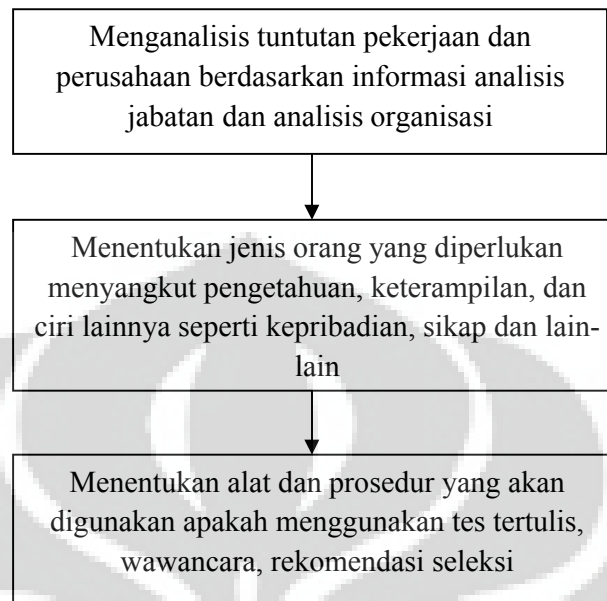 Menganalisis tuntutan pekerjaan dan
perusahaan berdasarkan informasi analisis
jabatan dan analisis organisasi
Menentukan jenis orang yang diperlukan
menyangkut pengetahuan, keterampilan, dan
ciri lainnya seperti kepribadian, sikap dan lain-
lain
Menentukan alat dan prosedur yang akan
digunakan apakah menggunakan tes tertulis,
wawancara, rekomendasi seleksi